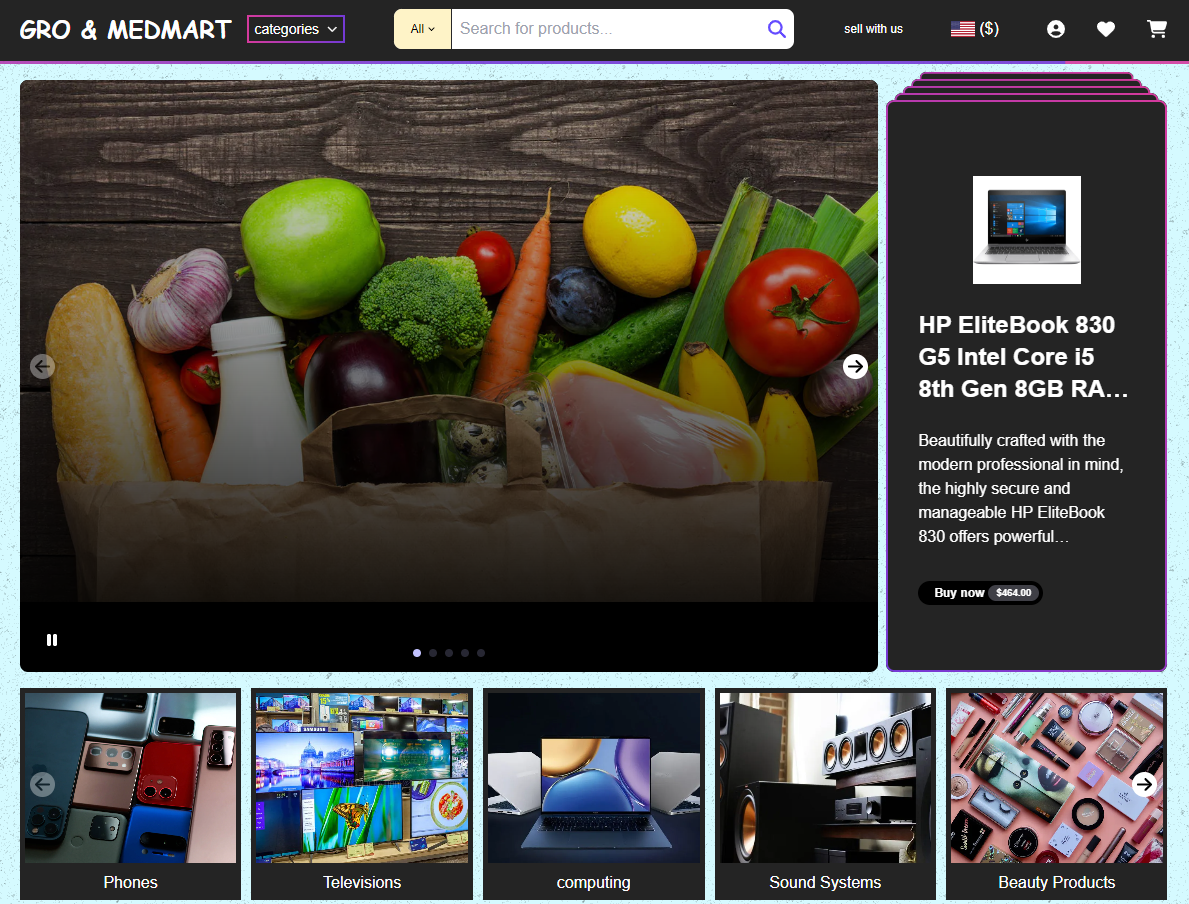 GRO & MEDMART
categories
All
Search for products...
sell with us
($)
HP EliteBook 830
G5 Intel Core i5
8th Gen 8GB RA…
Beautifully crafted with the
modern professional in mind,
the highly secure and
manageable HP EliteBook
830 offers powerful…
Buy now $464.00
SAMSUNG
Phones
Televisions
computing
Sound Systems
Beauty Products